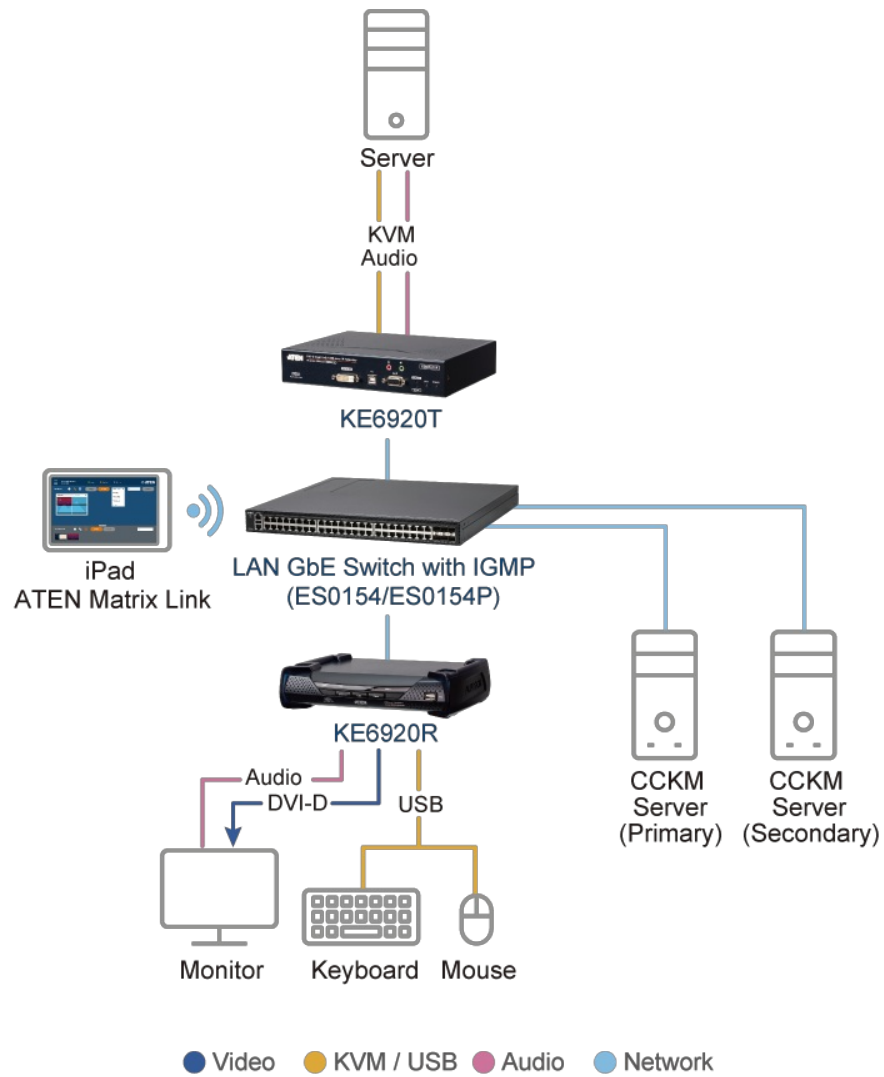 Server
KVM
Audio
ATEN
KE6920T
iPad
ATEN Matrix Link
LAN GbE Switch with IGMP
(ES0154/ES0154P)
KE6920R
Audio
DVI-D
USB
CCKM
Server
(Primary)
CCKM
Server
(Secondary)
Monitor
Keyboard
Mouse
Video
KVM / USB
Audio
Network